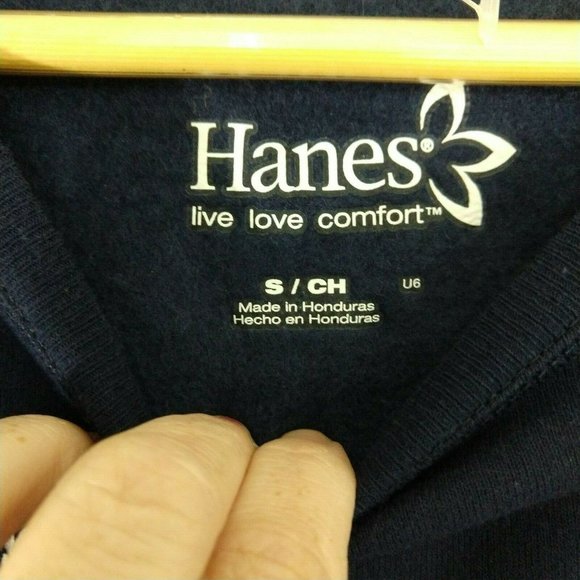 Hanes®
live love comfort™
S / CH U6
Made in Honduras
Hecho en Honduras